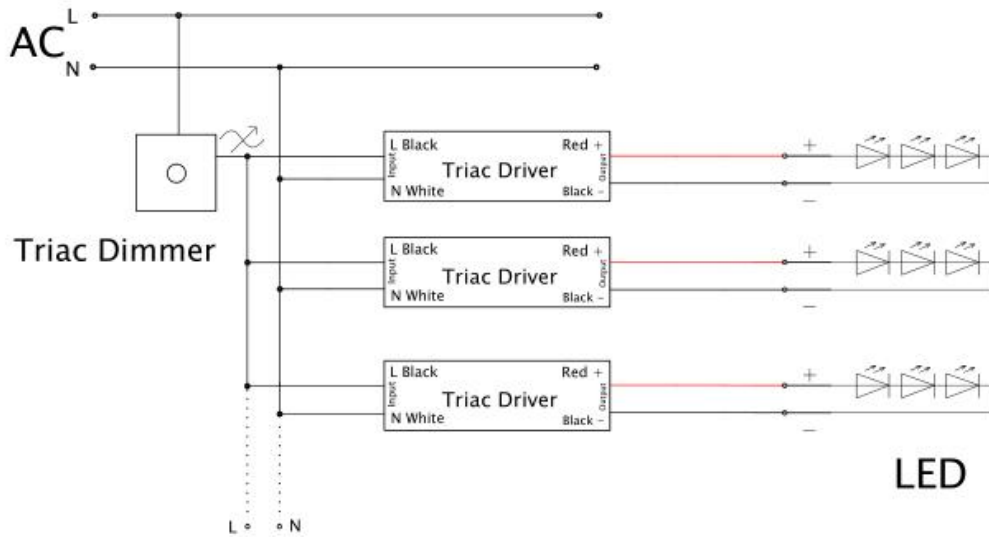 L
AC
N
L Black
Red +
Input
Triac Driver
Output
N White
Black -
Triac Dimmer
L Black
Red +
Input
Triac Driver
Output
N White
Black -
L Black
Red +
Input
Triac Driver
Output
N White
Black -
+
−
+
−
+
−
LED
L
N